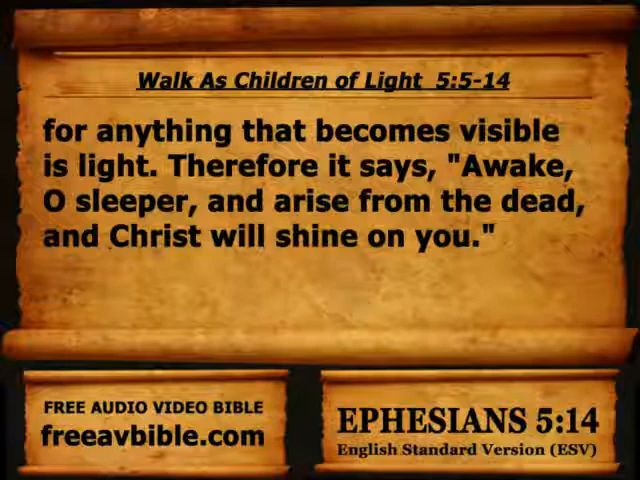 Walk As Children of Light 5:5-14
for anything that becomes visible
is light. Therefore it says, "Awake,
O sleeper, and arise from the dead,
and Christ will shine on you."
FREE AUDIO VIDEO BIBLE
freeavbible.com
EPHESIANS 5:14
English Standard Version (ESV)